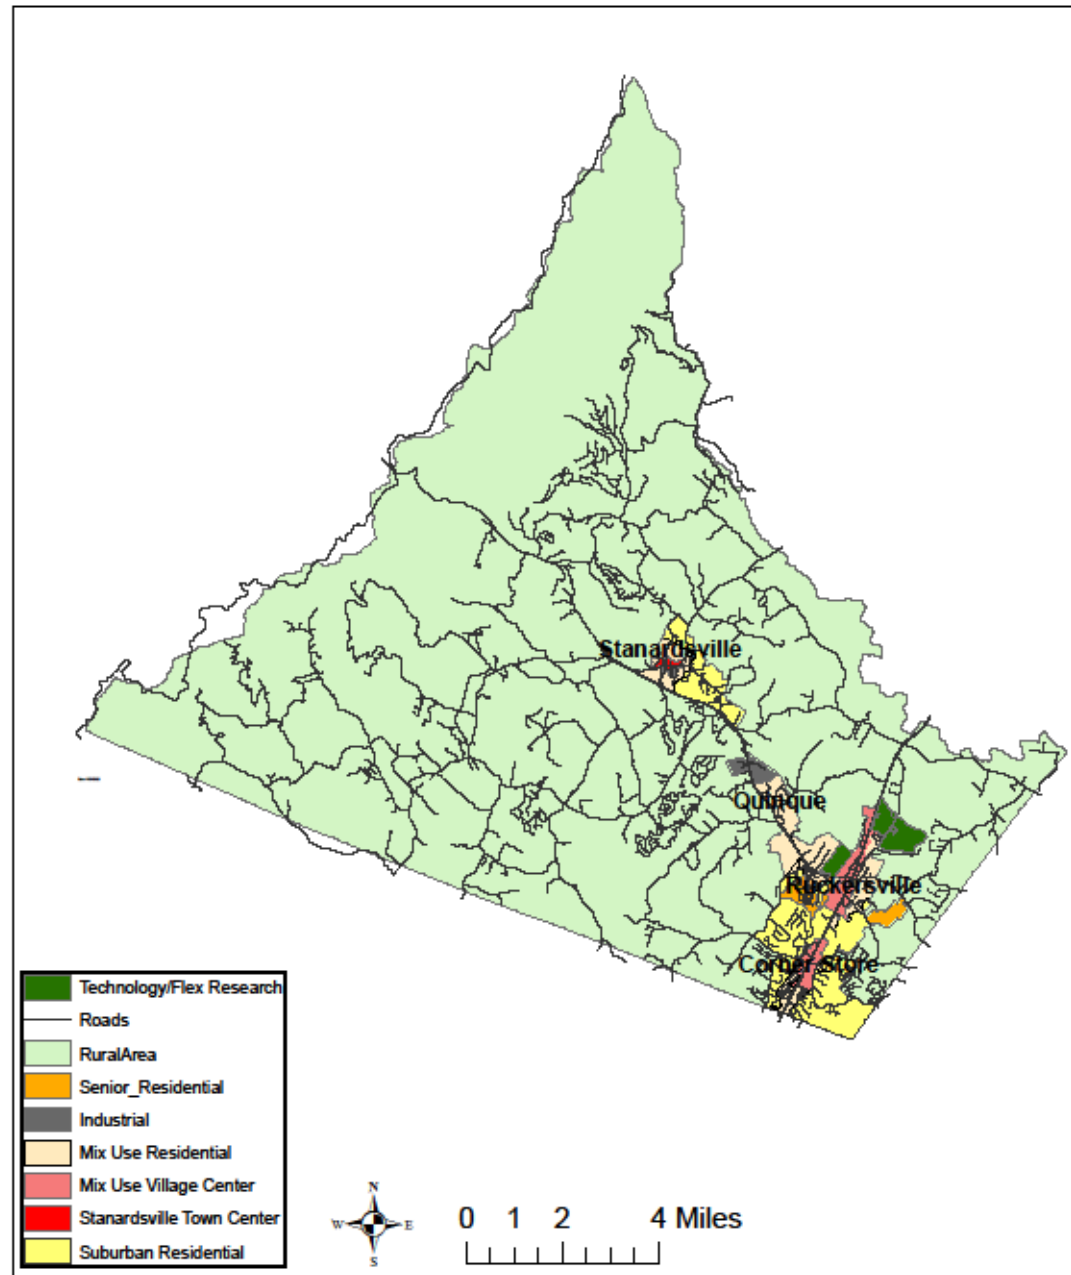 Stanardsville
Quinque
Ruckersville
Corner Store
Technology/Flex Research
Roads
RuralArea
Senior_Residential
Industrial
Mix Use Residential
Mix Use Village Center
Stanardsville Town Center
Suburban Residential
N
W E
S
0 1 2 4 Miles